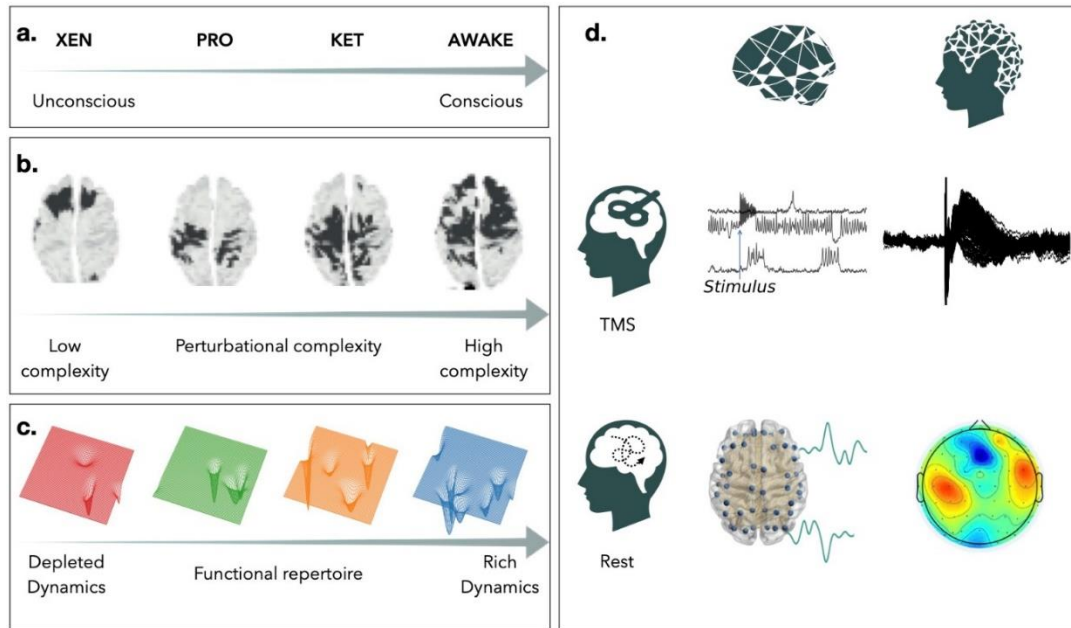 a.
XEN PRO KET AWAKE
Unconscious Conscious
b.
Low complexity
Perturbational complexity
High complexity
c.
Depleted Dynamics
Functional repertoire
Rich Dynamics
d.
Stimulus
TMS
Rest